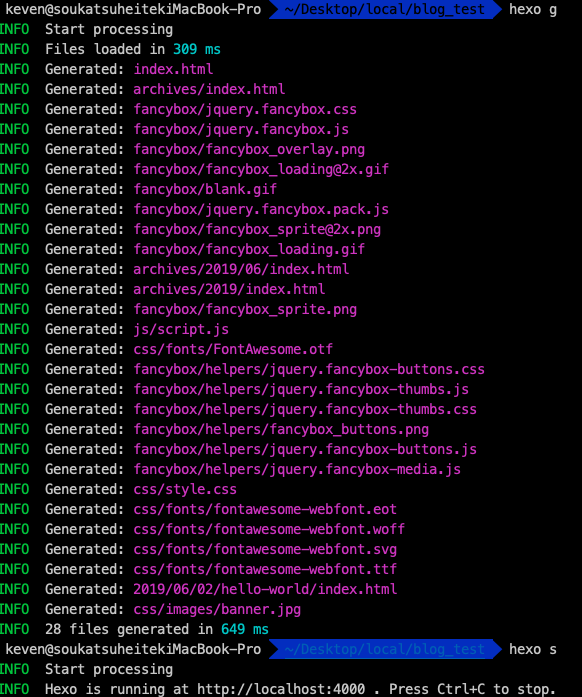 keven@soukatsuheitekiMacBook-Pro ~/Desktop/local/blog_test hexo g
INFO Start processing
INFO Files loaded in 309 ms
INFO Generated: index.html
INFO Generated: archives/index.html
INFO Generated: fancybox/jquery.fancybox.css
INFO Generated: fancybox/jquery.fancybox.js
INFO Generated: fancybox/fancybox_overlay.png
INFO Generated: fancybox/fancybox_loading@2x.gif
INFO Generated: fancybox/blank.gif
INFO Generated: fancybox/jquery.fancybox.pack.js
INFO Generated: fancybox/fancybox_sprite@2x.png
INFO Generated: fancybox/fancybox_loading.gif
INFO Generated: archives/2019/06/index.html
INFO Generated: archives/2019/index.html
INFO Generated: fancybox/fancybox_sprite.png
INFO Generated: js/script.js
INFO Generated: css/fonts/FontAwesome.otf
INFO Generated: fancybox/helpers/jquery.fancybox-buttons.css
INFO Generated: fancybox/helpers/jquery.fancybox-thumbs.js
INFO Generated: fancybox/helpers/jquery.fancybox-thumbs.css
INFO Generated: fancybox/helpers/fancybox_buttons.png
INFO Generated: fancybox/helpers/jquery.fancybox-buttons.js
INFO Generated: fancybox/helpers/jquery.fancybox-media.js
INFO Generated: css/style.css
INFO Generated: css/fonts/fontawesome-webfont.eot
INFO Generated: css/fonts/fontawesome-webfont.woff
INFO Generated: css/fonts/fontawesome-webfont.svg
INFO Generated: css/fonts/fontawesome-webfont.ttf
INFO Generated: 2019/06/02/hello-world/index.html
INFO Generated: css/images/banner.jpg
INFO 28 files generated in 649 ms
keven@soukatsuheitekiMacBook-Pro ~/Desktop/local/blog_test hexo s
INFO Start processing
INFO Hexo is running at http://localhost:4000 . Press Ctrl+C to stop.